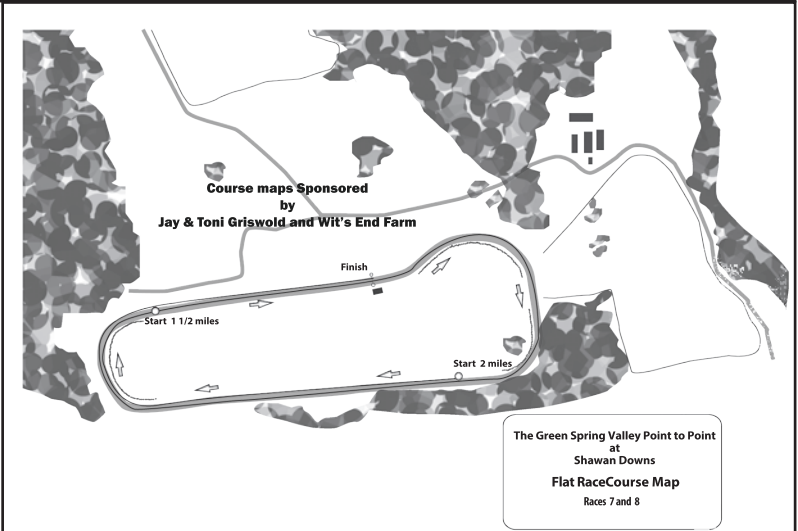 Course maps Sponsored
by
Jay & Toni Griswold and Wit's End Farm
Finish
Start 1 1/2 miles
Start 2 miles
The Green Spring Valley Point to Point
at
Shawan Downs
Flat RaceCourse Map
Races 7 and 8